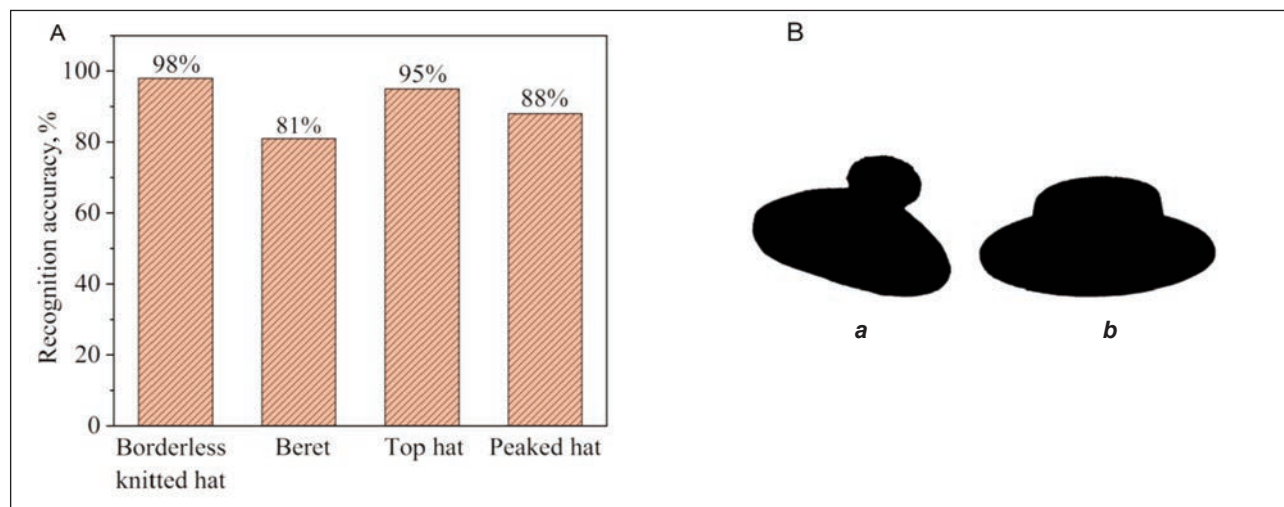 A
Recognition accuracy, %
100
80
60
40
20
0
98%
81%
95%
88%
Borderless
knitted hat
Beret
Top hat
Peaked hat
B
a
b